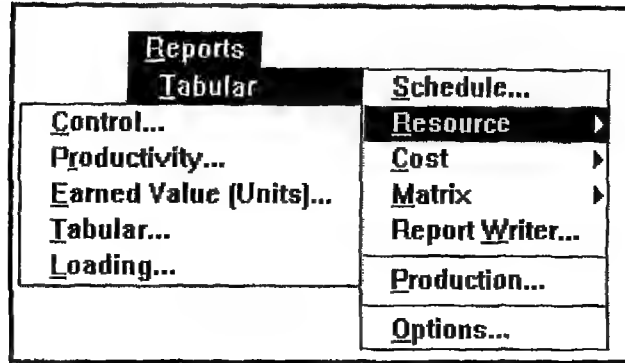 Reports
Tabular
Schedule...
Resource
Cost
Matrix
Report Writer...
Production...
Options...
Control...
Productivity...
Earned Value (Units)...
Tabular...
Loading...